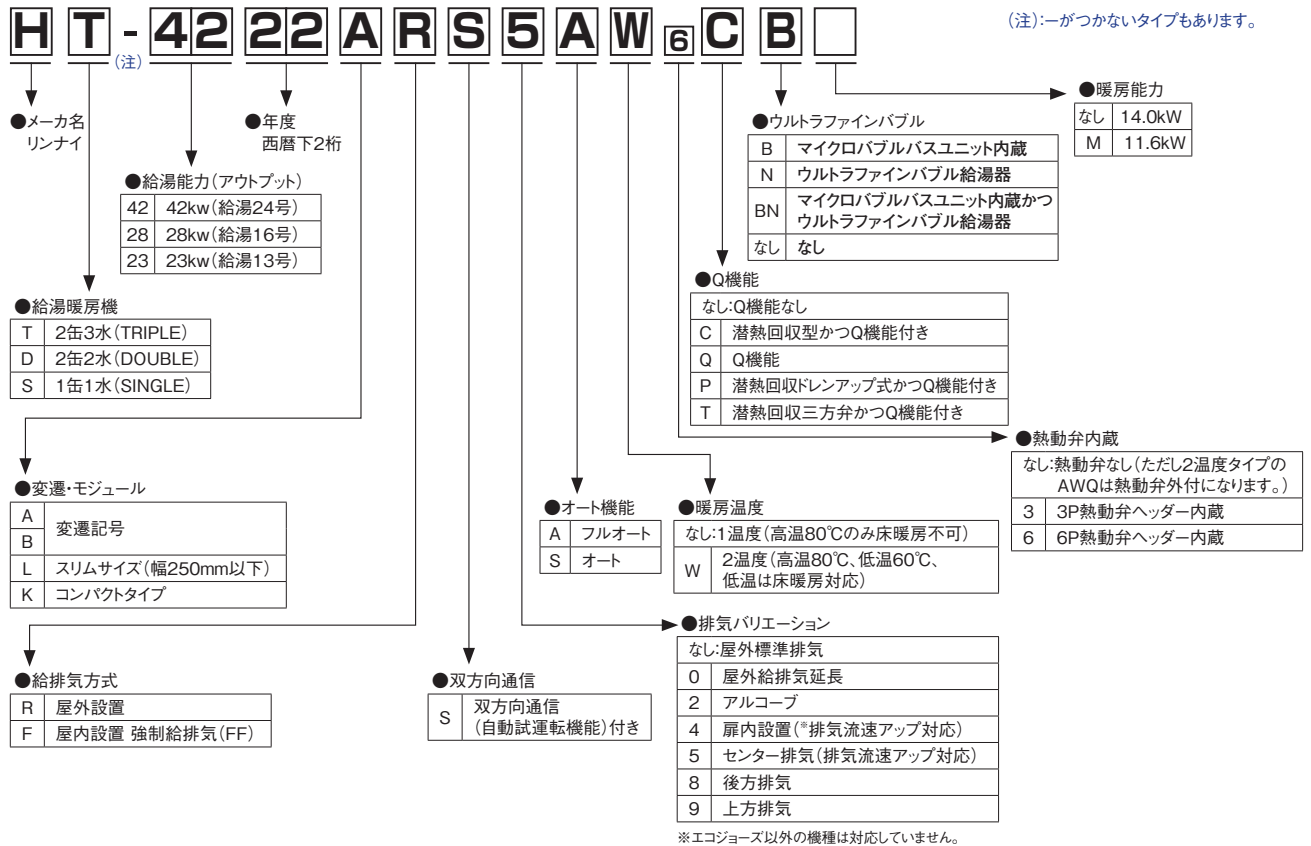 HT-4222ARS5AW6CB
(注)
(注):ーがつかないタイプもあります。
●メーカ名
リンナイ
●年度
西暦下2桁
●給湯能力(アウトプット)
42 42kw(給湯24号)
28 28kw(給湯16号)
23 23kw(給湯13号)
●給湯暖房機
T 2缶3水(TRIPLE)
D 2缶2水(DOUBLE)
S 1缶1水(SINGLE)
●変遷・モジュール
A
B
変遷記号
L スリムサイズ(幅250mm以下)
K コンパクトタイプ
●給排気方式
R 屋外設置
F 屋内設置 強制給排気(FF)
●双方向通信
S 双方向通信
(自動試運転機能)付き
●オート機能
A フルオート
S オート
●暖房温度
なし:1温度(高温80℃のみ床暖房不可)
W 2温度(高温80℃、低温60℃、
低温は床暖房対応)
●排気バリエーション
なし:屋外標準排気
0 屋外給排気延長
2 アルコーブ
4 扉内設置(※排気流速アップ対応)
5 センター排気(排気流速アップ対応)
8 後方排気
9 上方排気
※エコジョーズ以外の機種は対応していません。
●熱動弁内蔵
なし:熱動弁なし(ただし2温度タイプの
AWQは熱動弁外付になります。)
3 3P熱動弁ヘッダー内蔵
6 6P熱動弁ヘッダー内蔵
●Q機能
なし:Q機能なし
C 潜熱回収型かつQ機能付き
Q Q機能
P 潜熱回収ドレンアップ式かつQ機能付き
T 潜熱回収三方弁かつQ機能付き
●ウルトラファインバブル
B マイクロバブルバスユニット内蔵
N ウルトラファインバブル給湯器
BN マイクロバブルバスユニット内蔵かつ
ウルトラファインバブル給湯器
なし なし
●暖房能力
なし 14.0kW
M 11.6kW